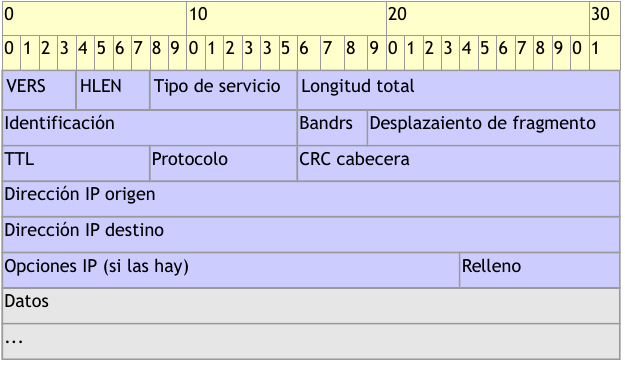 0 10 20 30
0 1 2 3 4 5 6 7 8 9 0 1 2 3 4 5 6 7 8 9 0 1 2 3 4 5 6 7 8 9 0 1
VERS HLEN Tipo de servicio Longitud total
Identificación Bandrs Desplazaiento de fragmento
TTL Protocolo CRC cabecera
Dirección IP origen
Dirección IP destino
Opciones IP (si las hay) Relleno
Datos
...